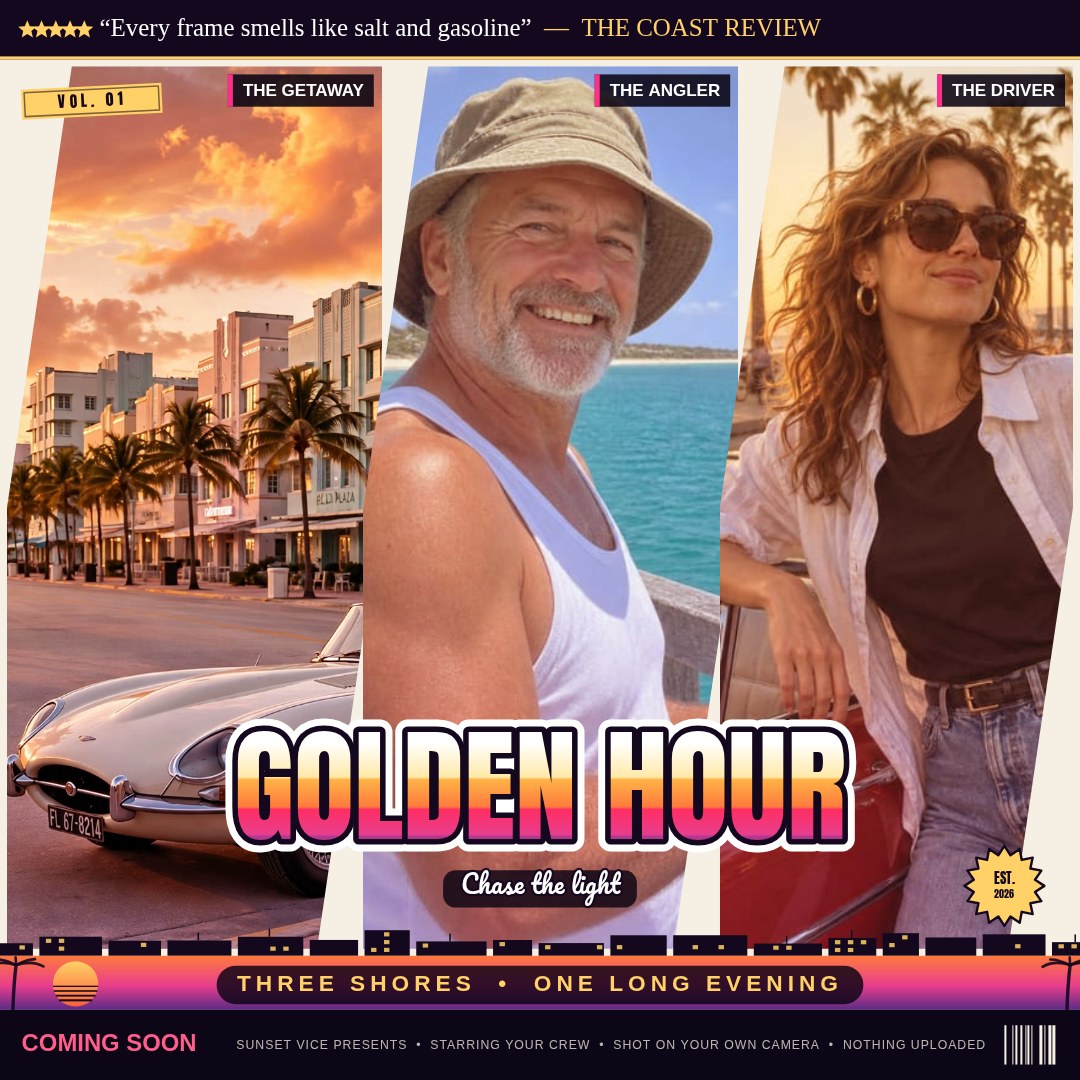 ★★★★★ “Every frame smells like salt and gasoline” — THE COAST REVIEW
VOL. 01
THE GETAWAY
THE ANGLER
THE DRIVER
FL 67-8214
GOLDEN HOUR
Chase the light
EST.
2026
THREE SHORES • ONE LONG EVENING
COMING SOON
SUNSET VICE PRESENTS • STARRING YOUR CREW • SHOT ON YOUR OWN CAMERA • NOTHING UPLOADED